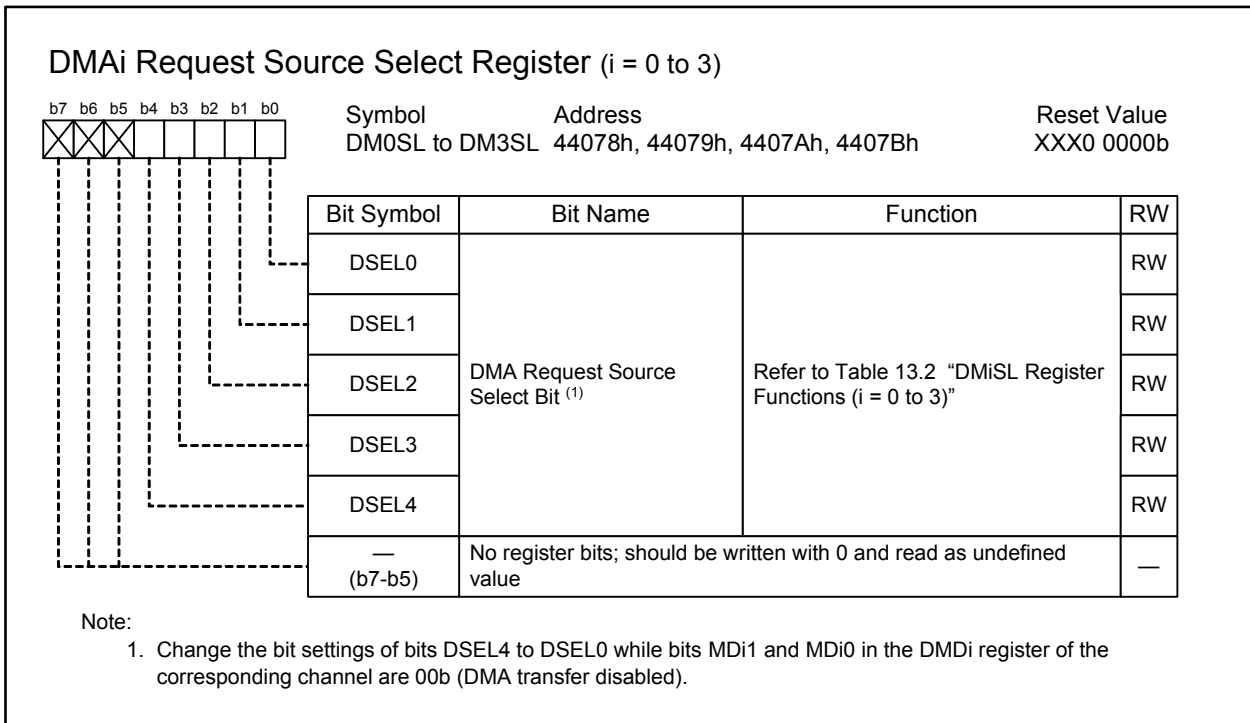 DMAi Request Source Select Register (i = 0 to 3)
b7 b6 b5 b4 b3 b2 b1 b0
Symbol Address Reset Value
DM0SL to DM3SL 44078h, 44079h, 4407Ah, 4407Bh XXX0 0000b
Bit Symbol Bit Name Function RW
DSEL0 RW
DSEL1 RW
DSEL2 DMA Request Source Select Bit (1) Refer to Table 13.2 “DMiSL Register Functions (i = 0 to 3)” RW
DSEL3 RW
DSEL4 RW
— (b7-b5) No register bits; should be written with 0 and read as undefined value —
Note:
1. Change the bit settings of bits DSEL4 to DSEL0 while bits MDi1 and MDi0 in the DMDi register of the
corresponding channel are 00b (DMA transfer disabled).